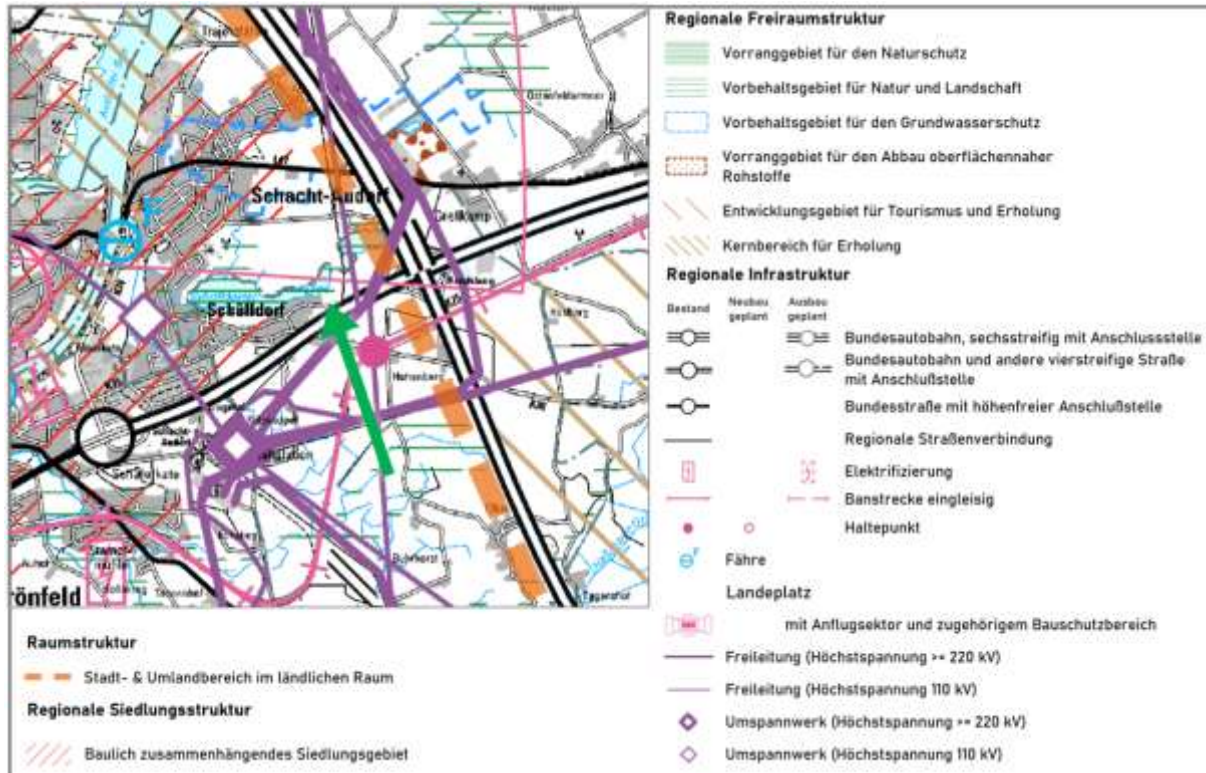 Schacht-Audorf
Schülldorf
Ostenfeldermoor
rönfeld
Raumstruktur
Stadt- & Umlandbereich im ländlichen Raum
Regionale Siedlungsstruktur
Baulich zusammenhängendes Siedlungsgebiet
Regionale Freiraumstruktur
Vorranggebiet für den Naturschutz
Vorbehaltsgebiet für Natur und Landschaft
Vorbehaltsgebiet für den Grundwasserschutz
Vorranggebiet für den Abbau oberflächennaher
Rohstoffe
Entwicklungsgebiet für Tourismus und Erholung
Kernbereich für Erholung
Regionale Infrastruktur
Bestand
Neubau
geplant
Ausbau
geplant
Bundesautobahn, sechsstreifig mit Anschlussstelle
Bundesautobahn und andere vierstreifige Straße
mit Anschlußstelle
Bundesstraße mit höhenfreier Anschlußstelle
Regionale Straßenverbindung
Elektrifizierung
Banstrecke eingleisig
Haltepunkt
F
Fähre
Landeplatz
mit Anflugsektor und zugehörigem Bauschutzbereich
Freileitung (Höchstspannung >= 220 kV)
Freileitung (Höchstspannung 110 kV)
Umspannwerk (Höchstspannung >= 220 kV)
Umspannwerk (Höchstspannung 110 kV)